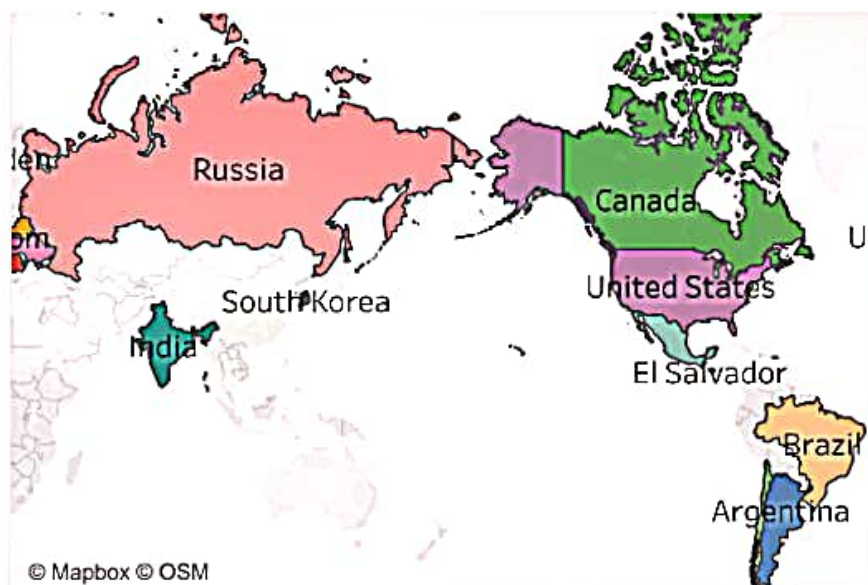 Russia
Canada
United States
South Korea
India
El Salvador
Brazil
Argentina
© Mapbox © OSM